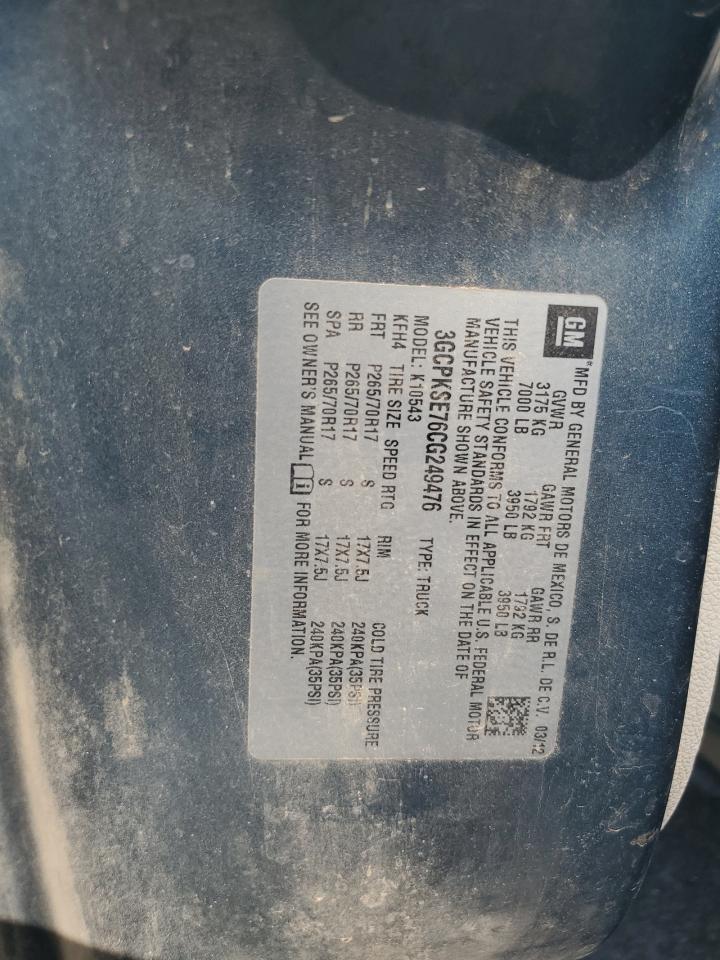 GM *MFD BY GENERAL MOTORS DE MEXICO, S. DE R.L. DE C.V. 03/12
GVWR GAWR FRT GAWR RR
3175 KG 1792 KG 1792 KG
7000 LB 3950 LB 3950 LB
THIS VEHICLE CONFORMS TO ALL APPLICABLE U.S. FEDERAL MOTOR
VEHICLE SAFETY STANDARDS IN EFFECT ON THE DATE OF
MANUFACTURE SHOWN ABOVE.
3GCPKSE76CG249476 TYPE: TRUCK
MODEL: K10543
KFH4 TIRE SIZE SPEED RTG RIM COLD TIRE PRESSURE
FRT P265/70R17 S 17X7.5J 240KPA(35PSI)
RR P265/70R17 S 17X7.5J 240KPA(35PSI)
SPA P265/70R17 S 17X7.5J 240KPA(35PSI)
SEE OWNER'S MANUAL i FOR MORE INFORMATION